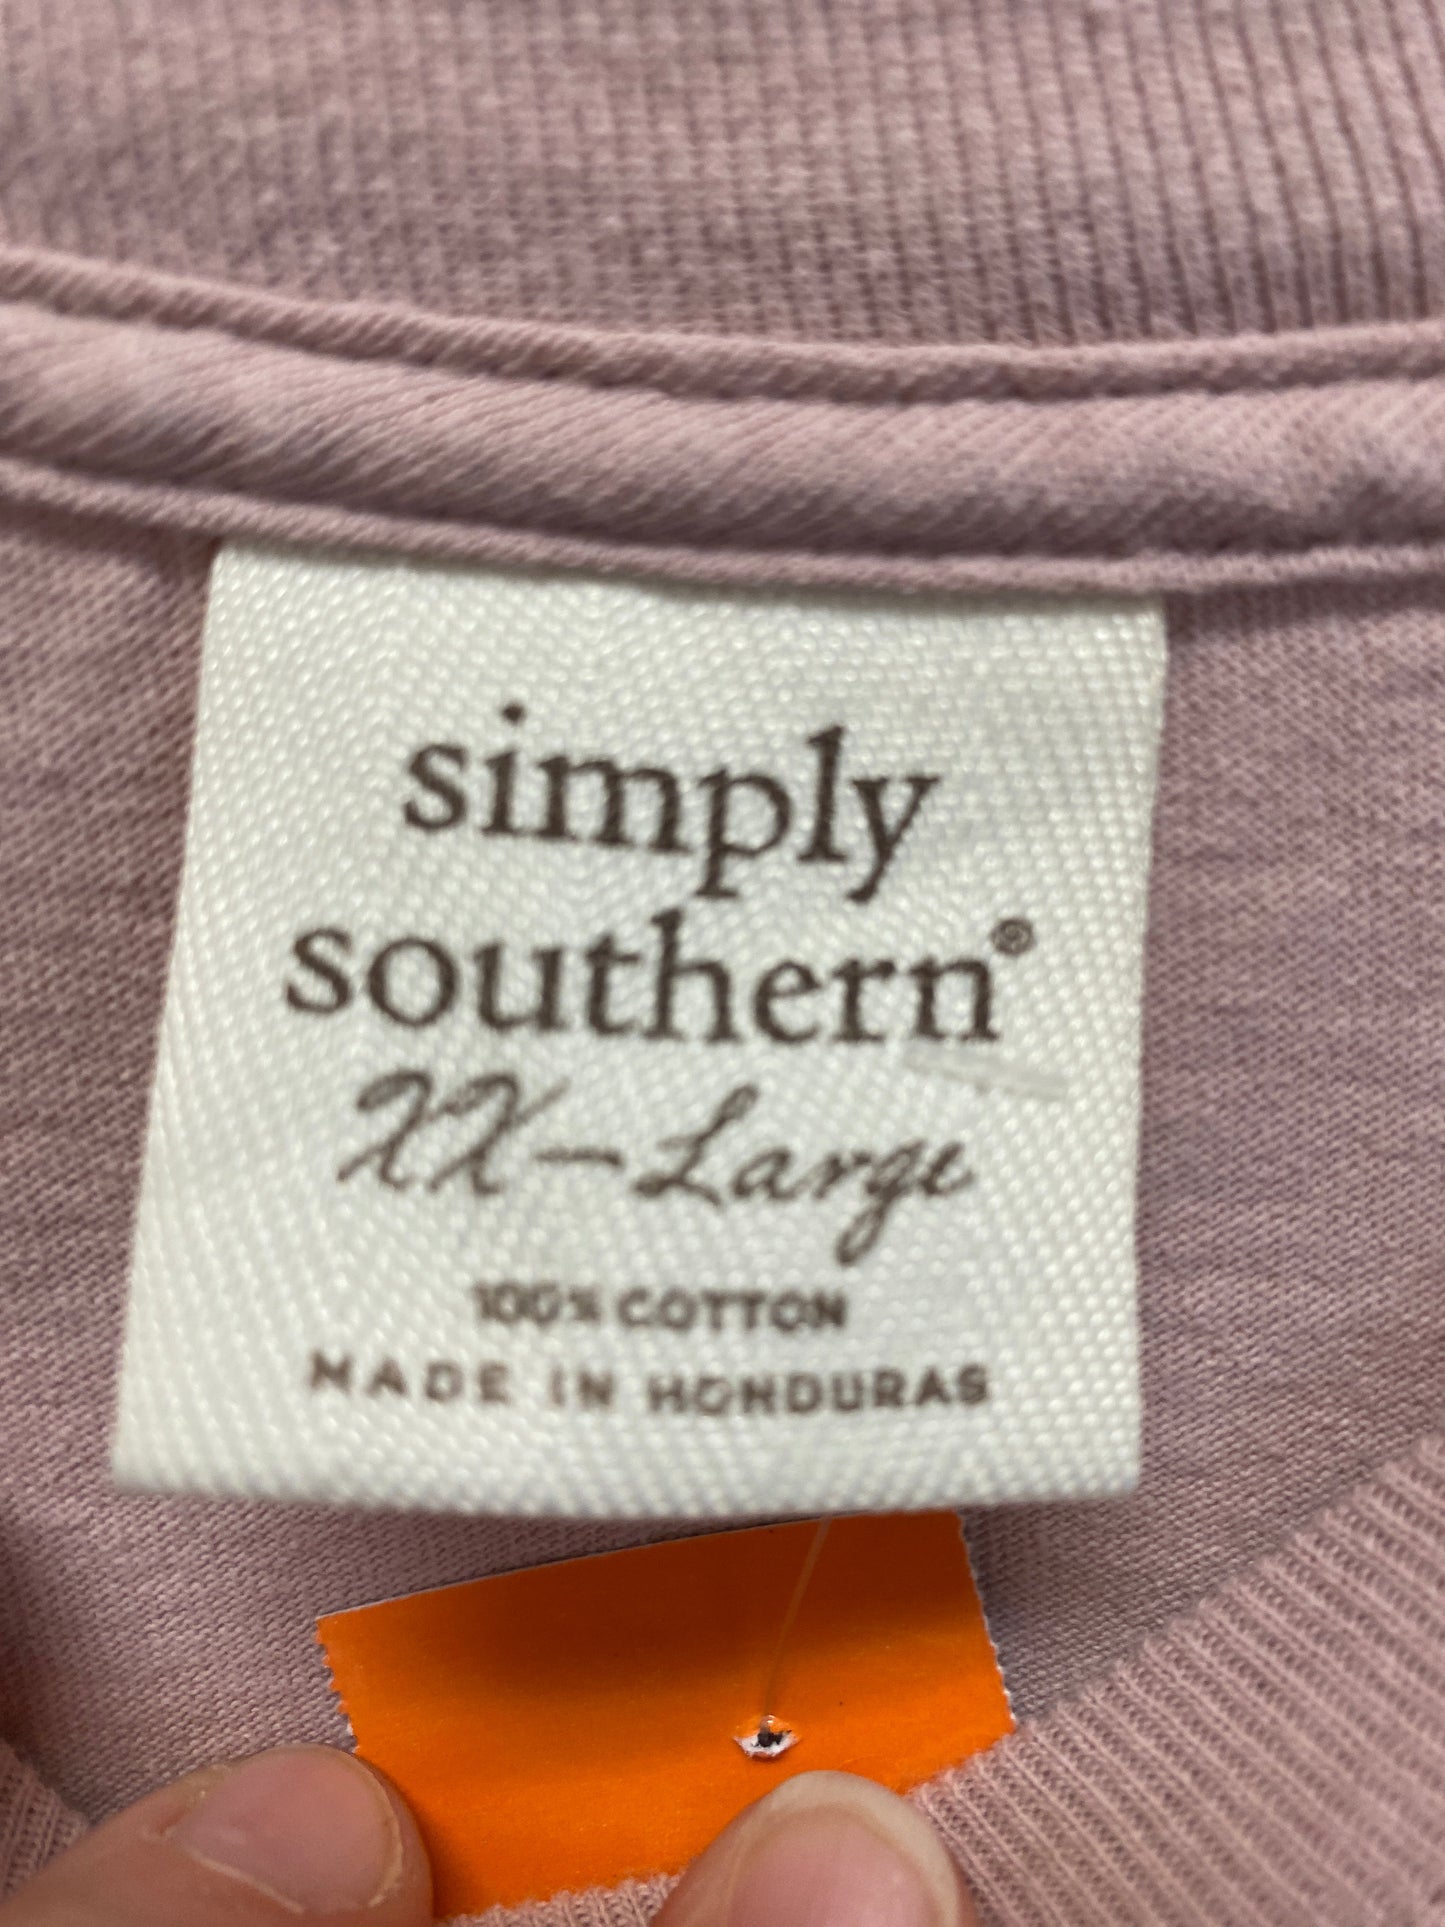 simply
southern®
XX-Large
100% COTTON
MADE IN HONDURAS